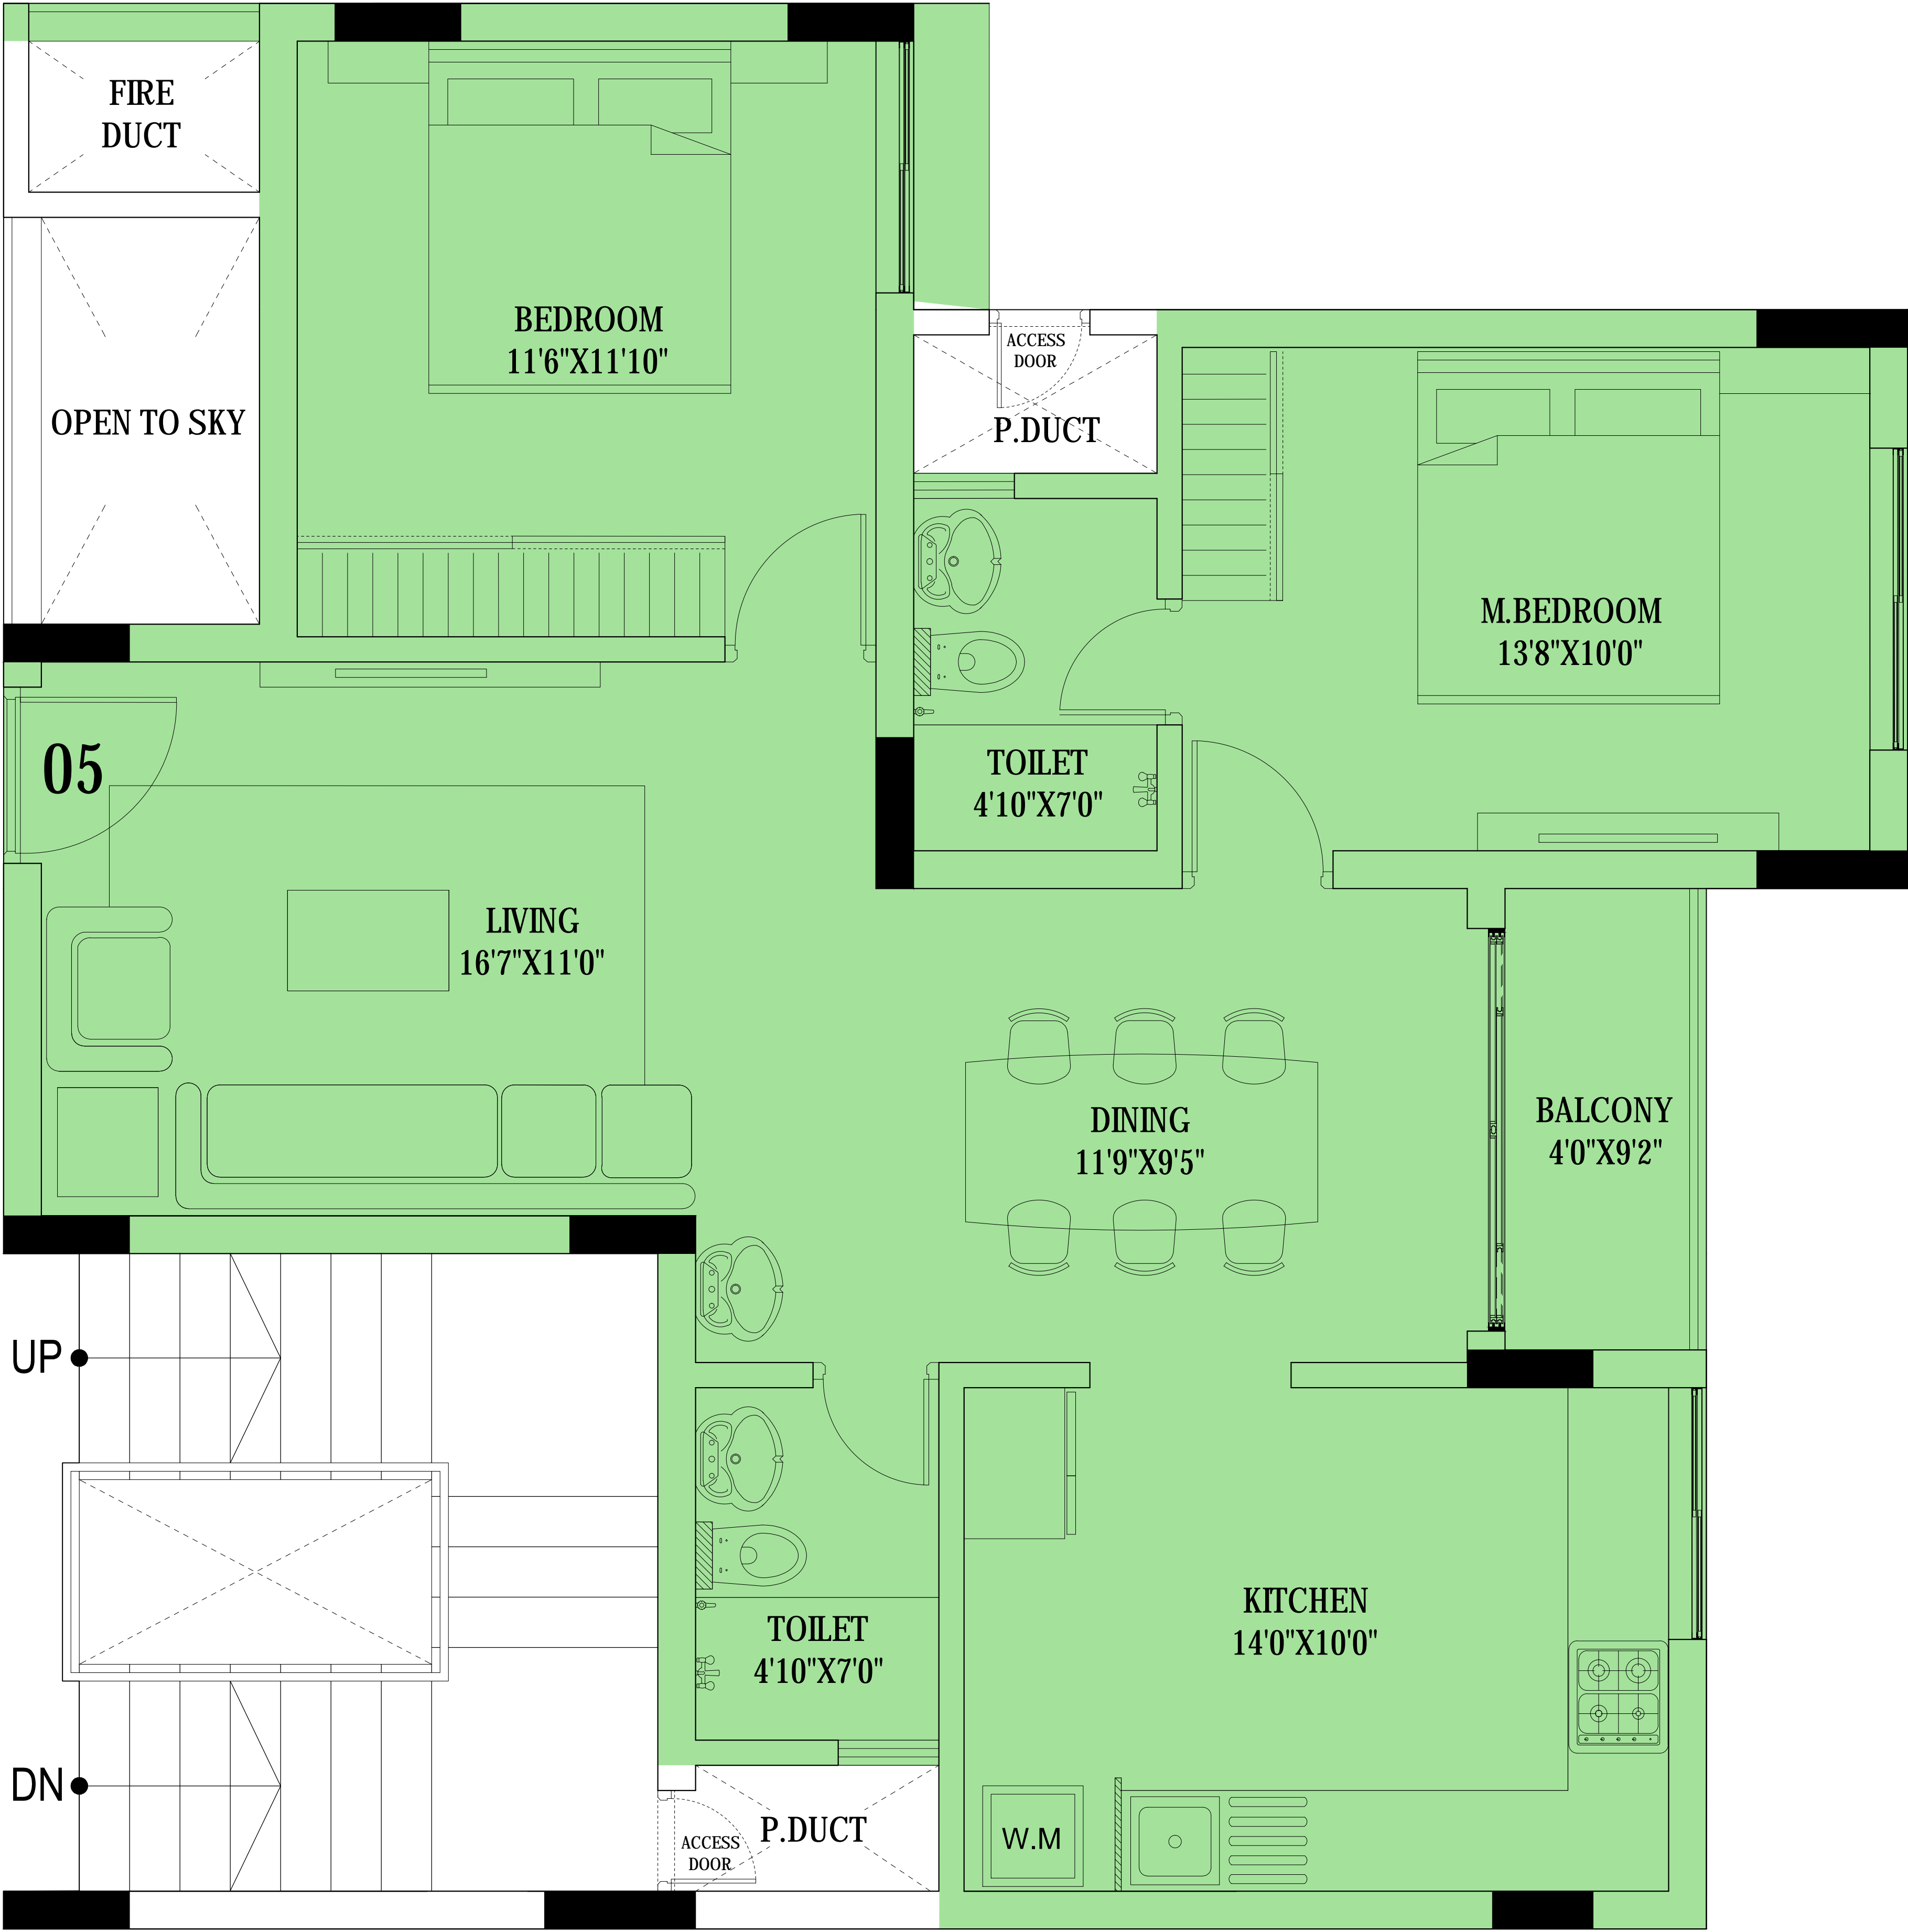 FIRE
DUCT
BEDROOM
11'6"X11'10"
ACCESS
DOOR
OPEN TO SKY
P.DUCT
M.BEDROOM
13'8"X10'0"
05
TOILET
4'10"X7'0"
LIVING
16'7"X11'0"
DINING
11'9"X9'5"
BALCONY
4'0"X9'2"
UP
KITCHEN
14'0"X10'0"
TOILET
4'10"X7'0"
DN
P.DUCT
ACCESS
DOOR
W.M